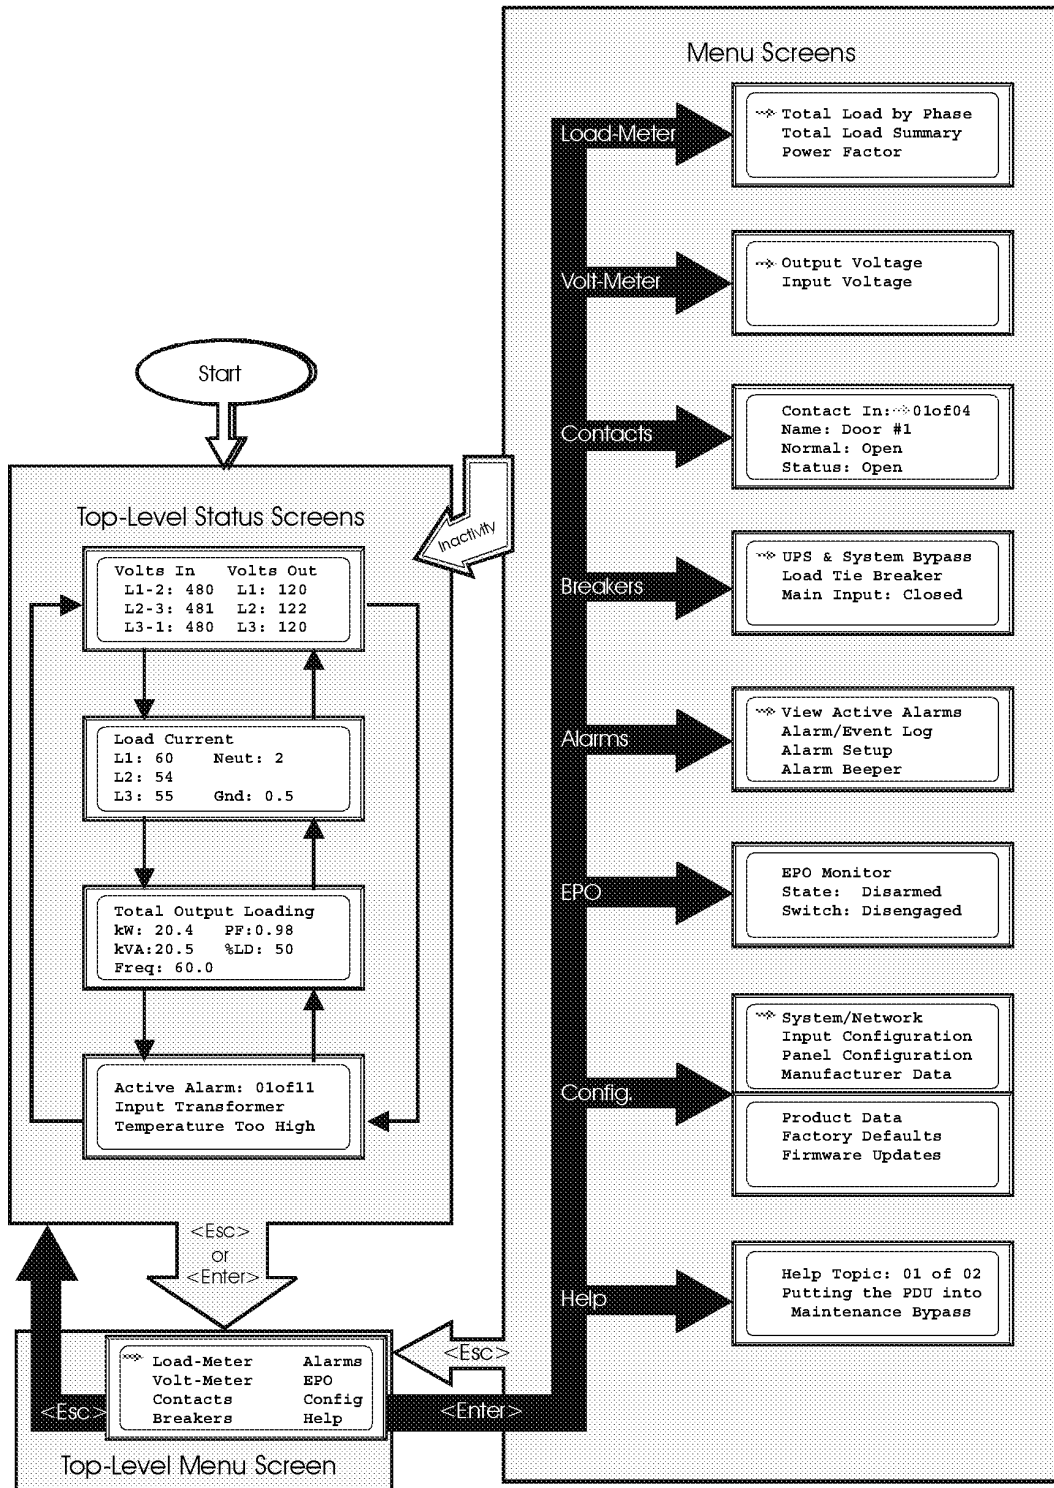 Menu Screens
Load-Meter
Total Load by Phase
Total Load Summary
Power Factor
Volt-Meter
Output Voltage
Input Voltage
Contacts
Contact In: 01of04
Name: Door #1
Normal: Open
Status: Open
Breakers
UPS & System Bypass
Load Tie Breaker
Main Input: Closed
Alarms
View Active Alarms
Alarm/Event Log
Alarm Setup
Alarm Beeper
EPO
EPO Monitor
State: Disarmed
Switch: Disengaged
Config.
System/Network
Input Configuration
Panel Configuration
Manufacturer Data
Product Data
Factory Defaults
Firmware Updates
Help
Help Topic: 01 of 02
Putting the PDU into
Maintenance Bypass
Start
Inactivity
Top-Level Status Screens
Volts In Volts Out
L1-2: 480 L1: 120
L2-3: 481 L2: 122
L3-1: 480 L3: 120
Load Current
L1: 60 Neut: 2
L2: 54
L3: 55 Gnd: 0.5
Total Output Loading
kW: 20.4 PF:0.98
kVA:20.5 %LD: 50
Freq: 60.0
Active Alarm: 01of11
Input Transformer
Temperature Too High
<Esc>
or
<Enter>
Load-Meter Alarms
Volt-Meter EPO
Contacts Config
Breakers Help
<Esc>
<Esc>
<Enter>
Top-Level Menu Screen